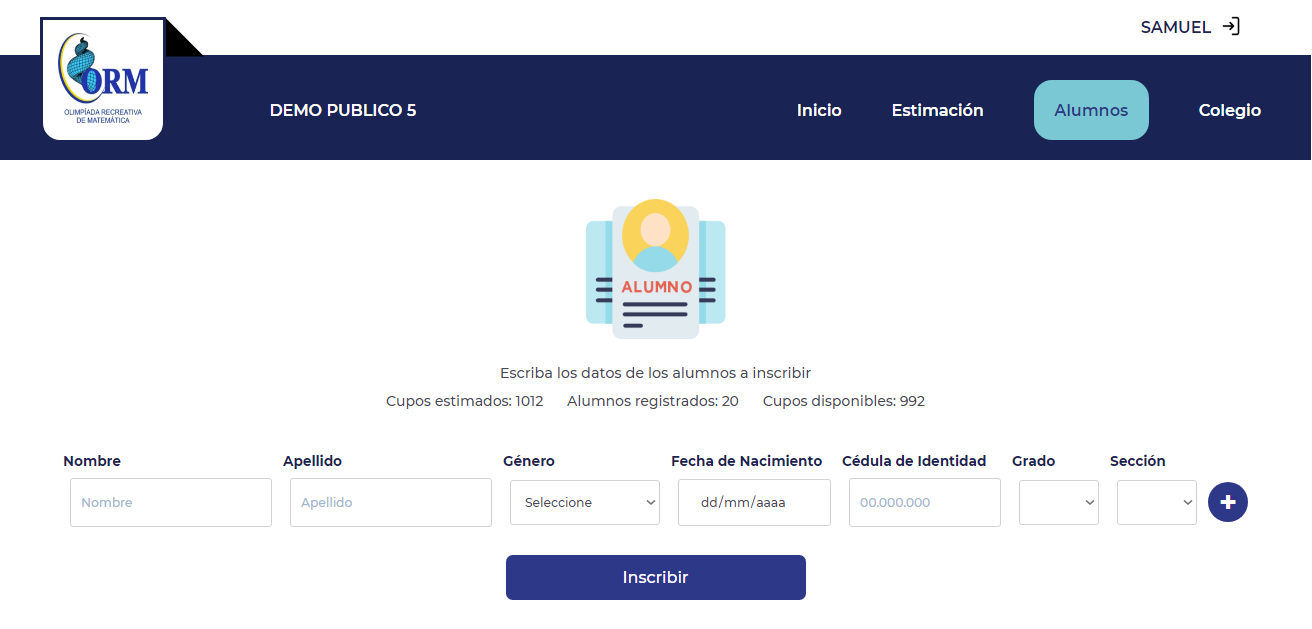 SAMUEL
ORM
OLIMPÍADA RECREATIVA
DE MATEMÁTICA
DEMO PUBLICO 5 Inicio Estimación Alumnos Colegio
ALUMNO
Escriba los datos de los alumnos a inscribir
Cupos estimados: 1012 Alumnos registrados: 20 Cupos disponibles: 992
Nombre Apellido Género Fecha de Nacimiento Cédula de Identidad Grado Sección
Nombre Apellido Seleccione dd/mm/aaaa 00.000.000
Inscribir